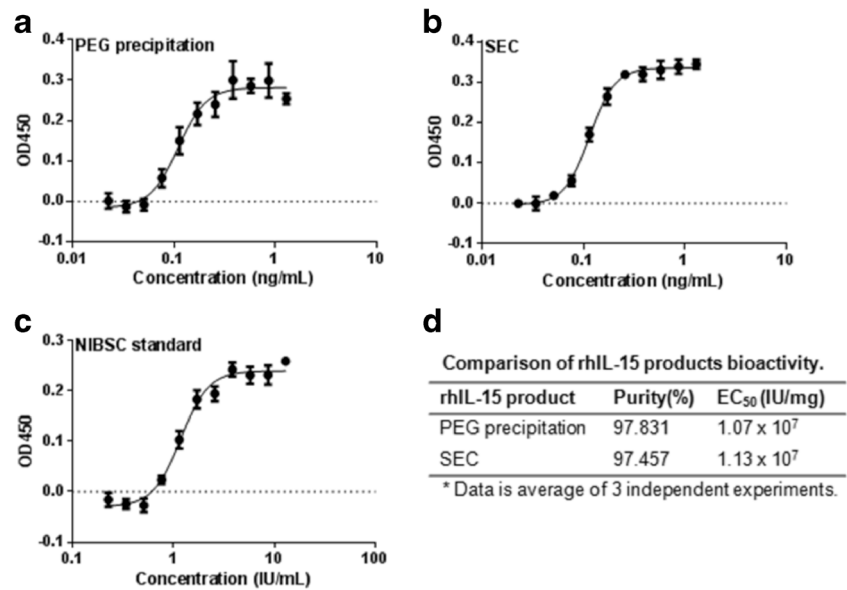 a
PEG precipitation
0.4
0.3
0.2
0.1
0.0
-0.1
OD450
0.01
0.1
1
10
Concentration (ng/mL)
b
SEC
0.4
0.3
0.2
0.1
0.0
-0.1
OD450
0.01
0.1
1
10
Concentration (ng/mL)
c
NIBSC standard
0.3
0.2
0.1
0.0
-0.1
OD450
0.1
1
10
100
Concentration (IU/mL)
d
Comparison of rhIL-15 products bioactivity.
rhIL-15 product Purity(%) EC₅₀ (IU/mg)
PEG precipitation 97.831 1.07 x 10⁷
SEC 97.457 1.13 x 10⁷
* Data is average of 3 independent experiments.